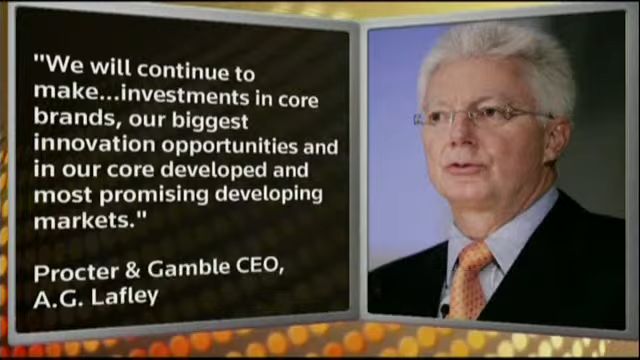 "We will continue to
make...investments in core
brands, our biggest
innovation opportunities and
in our core developed and
most promising developing
markets."
Procter & Gamble CEO,
A.G. Lafley